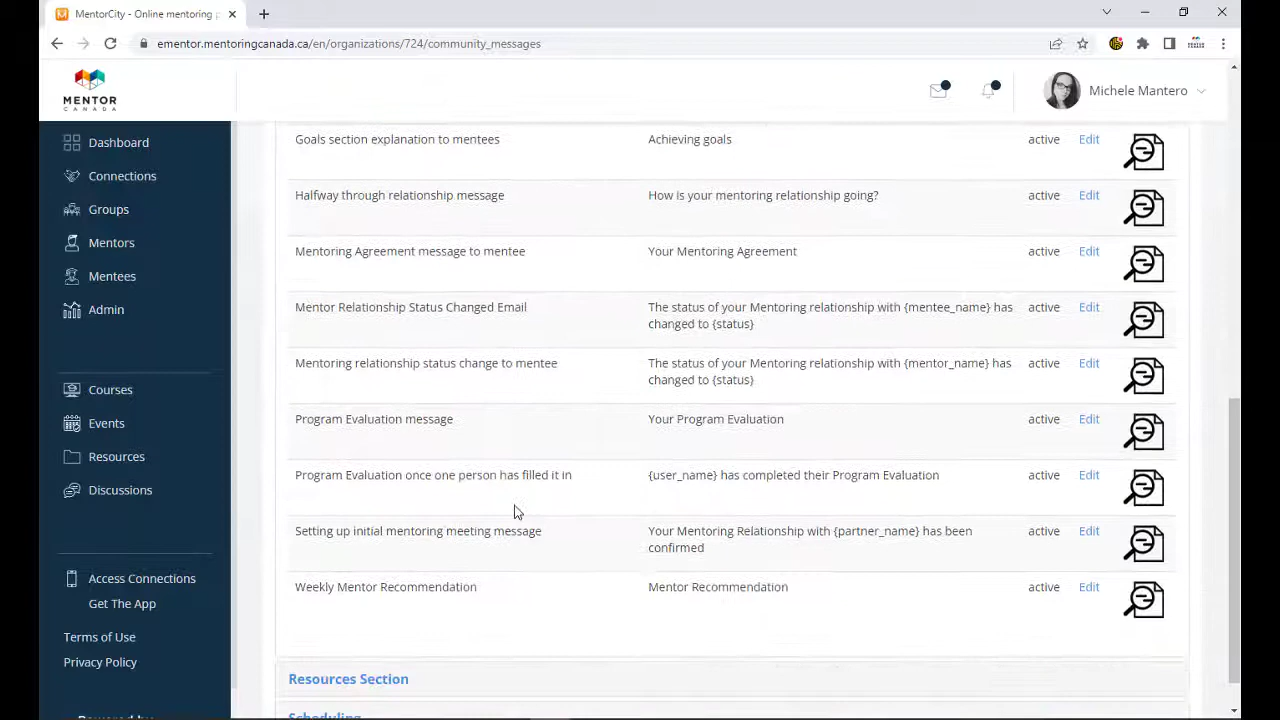 MentorCity - Online mentoring p
ementor.mentoringcanada.ca/en/organizations/724/community_messages
MENTOR
CANADA
Michele Mantero
Dashboard
Connections
Groups
Mentors
Mentees
Admin
Courses
Events
Resources
Discussions
Access Connections
Get The App
Terms of Use
Privacy Policy
Powered by
Goals section explanation to mentees Achieving goals active Edit
Halfway through relationship message How is your mentoring relationship going? active Edit
Mentoring Agreement message to mentee Your Mentoring Agreement active Edit
Mentor Relationship Status Changed Email The status of your Mentoring relationship with {mentee_name} has active Edit
changed to {status}
Mentoring relationship status change to mentee The status of your Mentoring relationship with {mentor_name} has active Edit
changed to {status}
Program Evaluation message Your Program Evaluation active Edit
Program Evaluation once one person has filled it in {user_name} has completed their Program Evaluation active Edit
Setting up initial mentoring meeting message Your Mentoring Relationship with {partner_name} has been active Edit
confirmed
Weekly Mentor Recommendation Mentor Recommendation active Edit
Resources Section
Scheduling